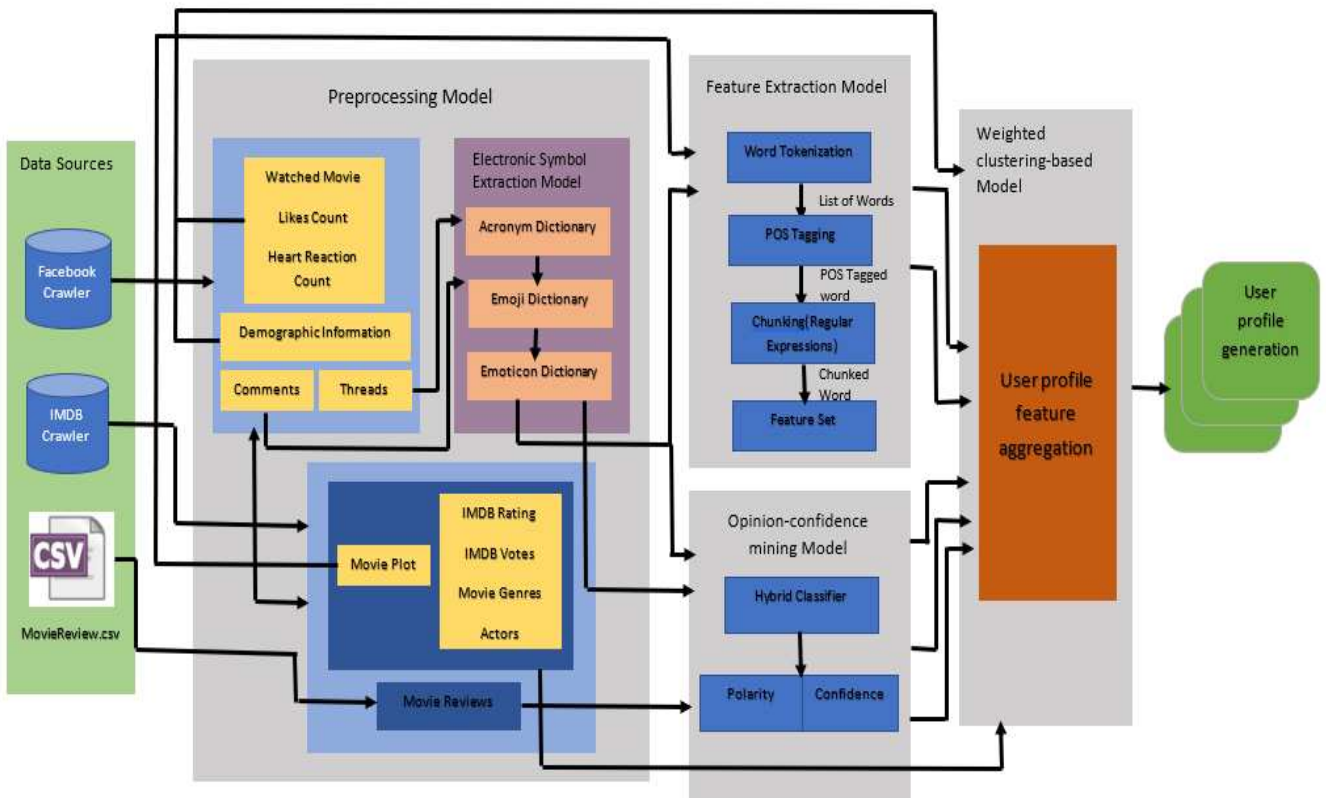 Data Sources
Facebook
Crawler
IMDB
Crawler
CSV
MovieReview.csv
Preprocessing Model
Watched Movie
Likes Count
Heart Reaction
Count
Demographic Information
Comments
Threads
Electronic Symbol
Extraction Model
Acronym Dictionary
Emoji Dictionary
Emoticon Dictionary
Movie Plot
IMDB Rating
IMDB Votes
Movie Genres
Actors
Movie Reviews
Feature Extraction Model
Word Tokenization
List of Words
POS Tagging
POS Tagged
word
Chunking(Regular
Expressions)
Chunked
Word
Feature Set
Opinion-confidence
mining Model
Hybrid Classifier
Polarity
Confidence
Weighted
clustering-based
Model
User profile
feature
aggregation
User
profile
generation